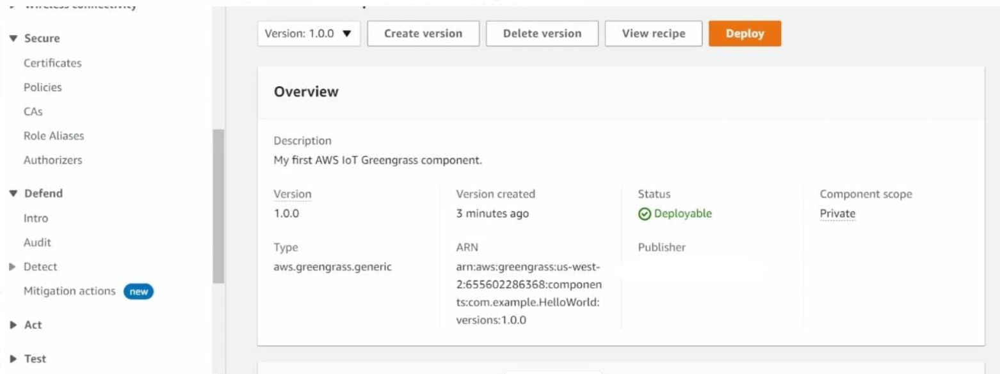 Secure
Certificates
Policies
CAs
Role Aliases
Authorizers
Defend
Intro
Audit
Detect
Mitigation actions new
Act
Test
Version: 1.0.0
Create version
Delete version
View recipe
Deploy
Overview
Description
My first AWS IoT Greengrass component.
Version
1.0.0
Version created
3 minutes ago
Status
Deployable
Component scope
Private
Type
aws.greengrass.generic
ARN
arn:aws:greengrass:us-west-
2:655602286368:componen
ts:com.example.HelloWorld:
versions:1.0.0
Publisher